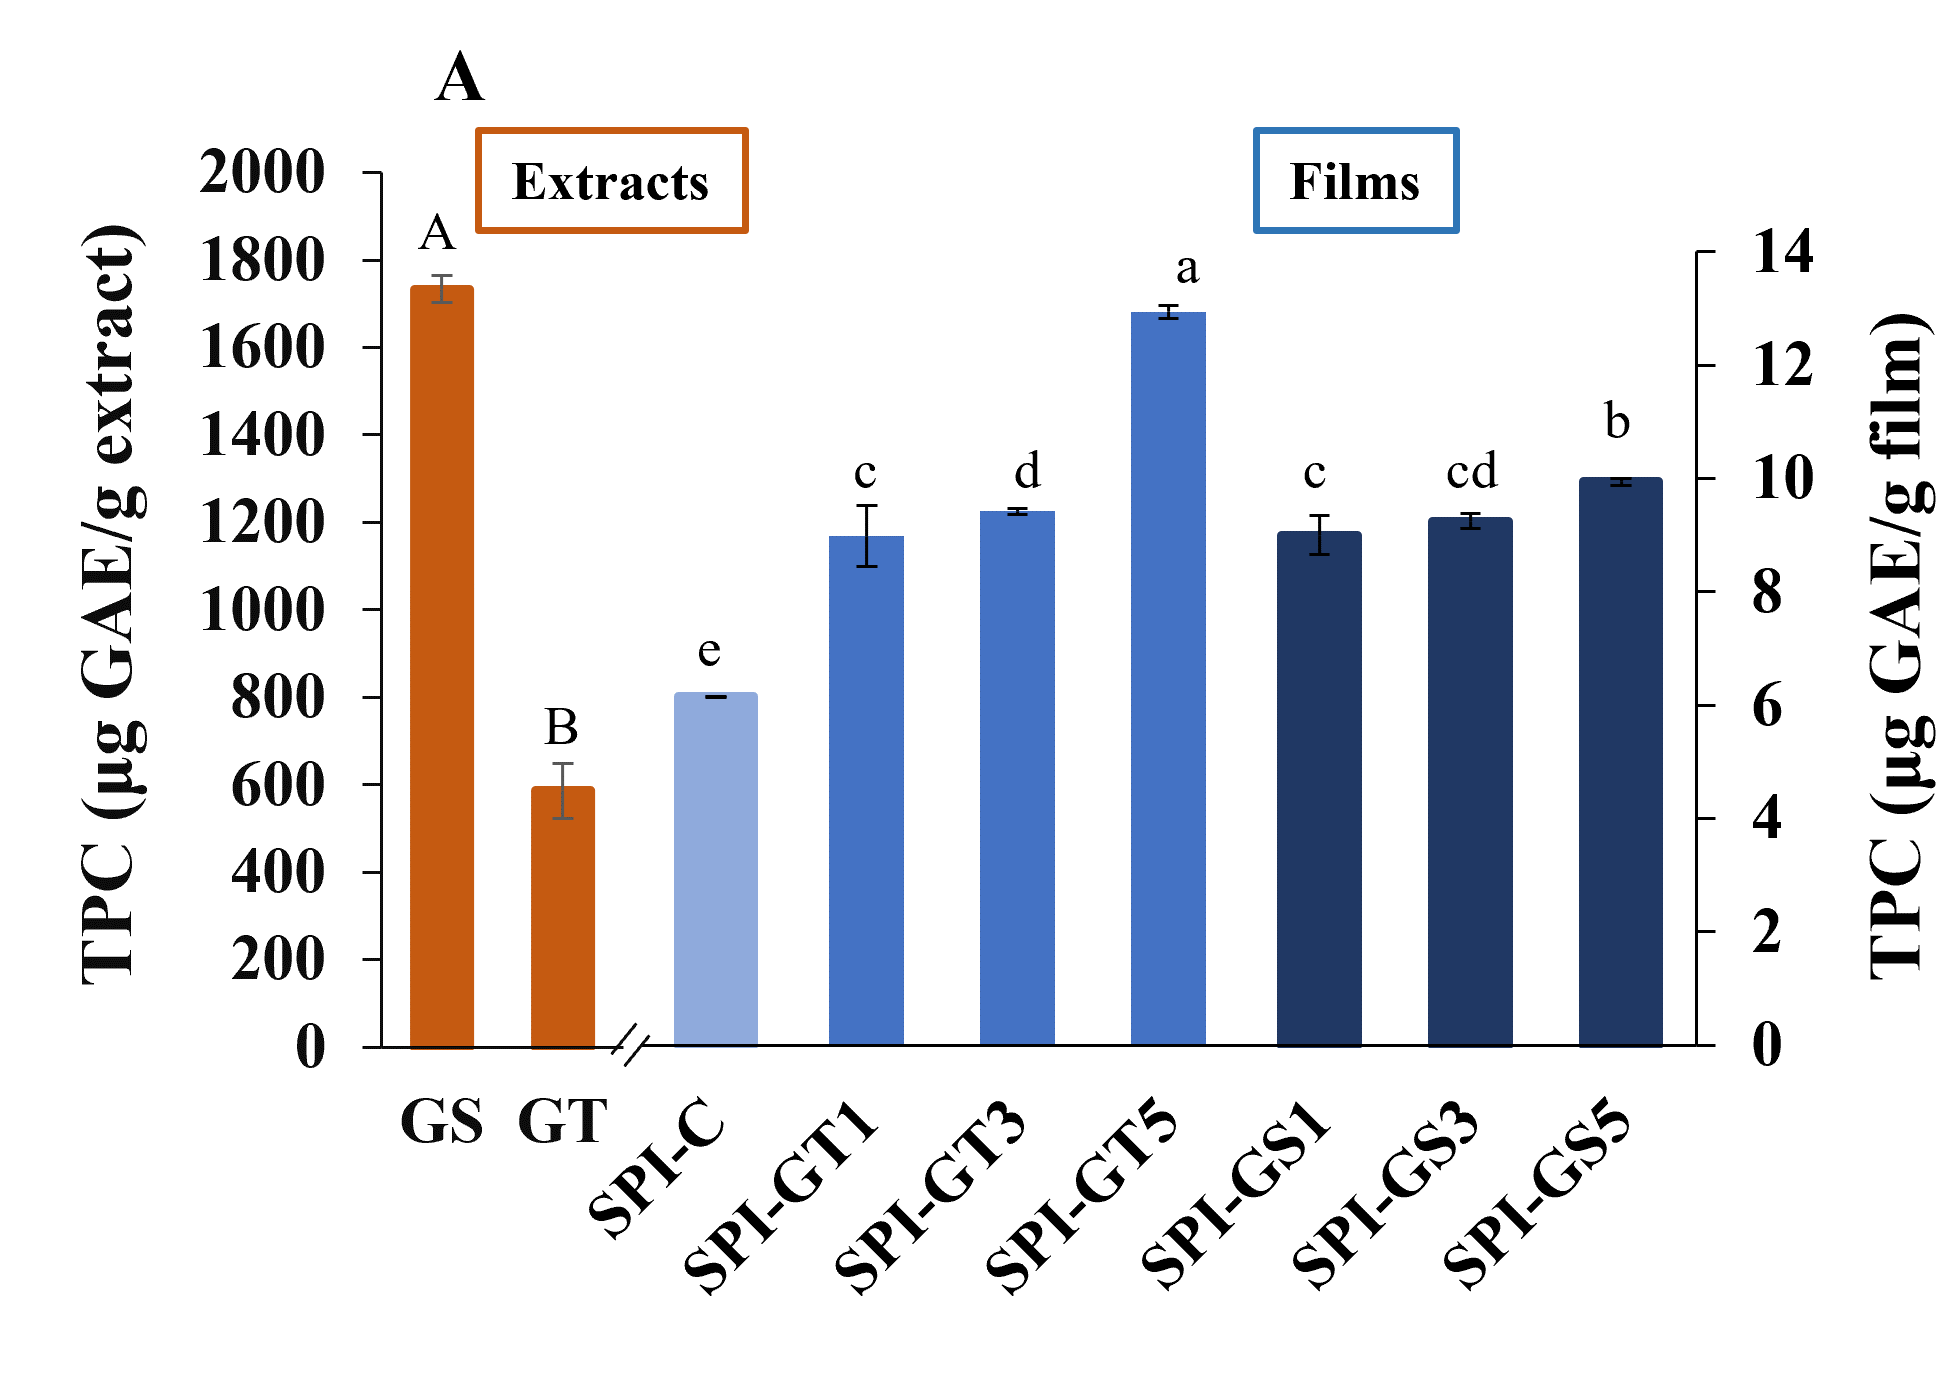 A
Extracts
Films
TPC (µg GAE/g extract)
2000
1800
1600
1400
1200
1000
800
600
400
200
0
A
B
e
c
d
a
c
cd
b
14
12
10
8
6
4
2
0
TPC (µg GAE/g film)
GS
GT
SPI-C
SPI-GT1
SPI-GT3
SPI-GT5
SPI-GS1
SPI-GS3
SPI-GS5